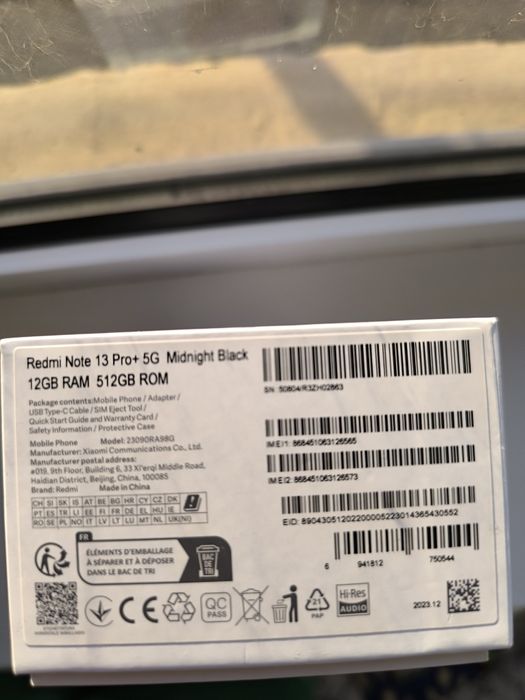 Redmi Note 13 Pro+ 5G Midnight Black
12GB RAM 512GB ROM
Package contents:Mobile Phone / Adapter/
USB Type-C Cable / SIM Eject Tool /
Quick Start Guide and Warranty Card /
Safety Information / Protective Case
Mobile Phone Model: 23090RA98G
Manufacturer: Xiaomi Communications Co., Ltd.
Manufacturer postal address:
#019, 9th Floor, Building 6, 33 Xi'erqi Middle Road,
Haidian District, Beijing, China, 100085
Brand: Redmi Made in China
CH SI SK IS AT BE BG HR CY CZ DK
PT ES TR LI EE FI FR DE EL HU IE
RO SE PL NO IT LV LT LU MT NL UK(NI)
SN: 50804/R3ZH02863
IMEI1: 868451063126565
IMEI2: 868451063126573
EID: 89043051202200005223014365430552
6 941812 750544
FR
ÉLÉMENTS D'EMBALLAGE
À SÉPARER ET À DÉPOSER
DANS LE BAC DE TRI
BAC
DE
TRI
CE
QC
PASS
21
PAP
Hi-Res
AUDIO
2023.12